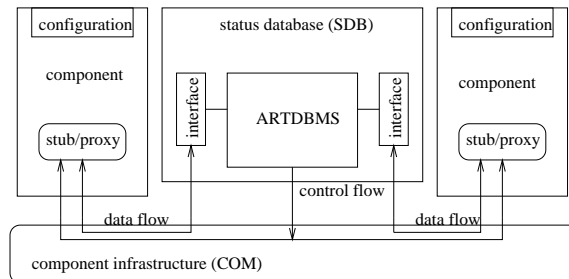 configuration
status database (SDB)
configuration
component
component
interface
ARTDBMS
interface
stub/proxy
stub/proxy
control flow
data flow
data flow
component infrastructure (COM)